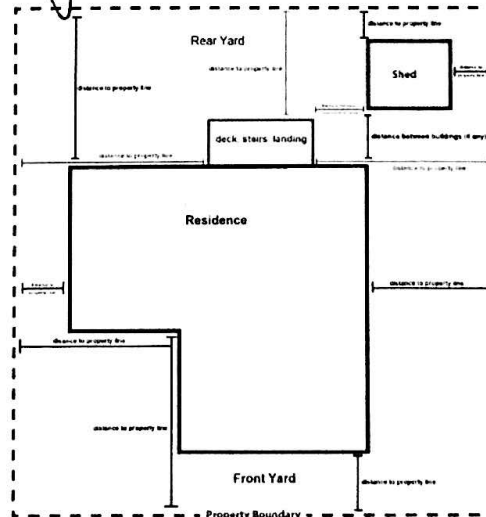 distance to property line
Rear Yard
distance to property line
distance to property line
Shed
deck stairs landing
distance between buildings (if any)
distance to property line
distance to property line
Residence
distance to property line
distance to property line
distance to property line
Front Yard
distance to property line
Property Boundary